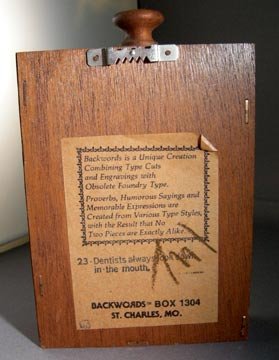 Backwords is a Unique Creation
Combining Type Cuts
and Engravings with
Obsolete Foundry Type.
Proverbs, Humorous Sayings and
Memorable Expressions are
Created from Various Type Styles,
with the Result that No
Two Pieces are Exactly Alike.
23-Dentists always look down
in the mouth.
BACKWORDS™ BOX 1304
ST. CHARLES, MO.